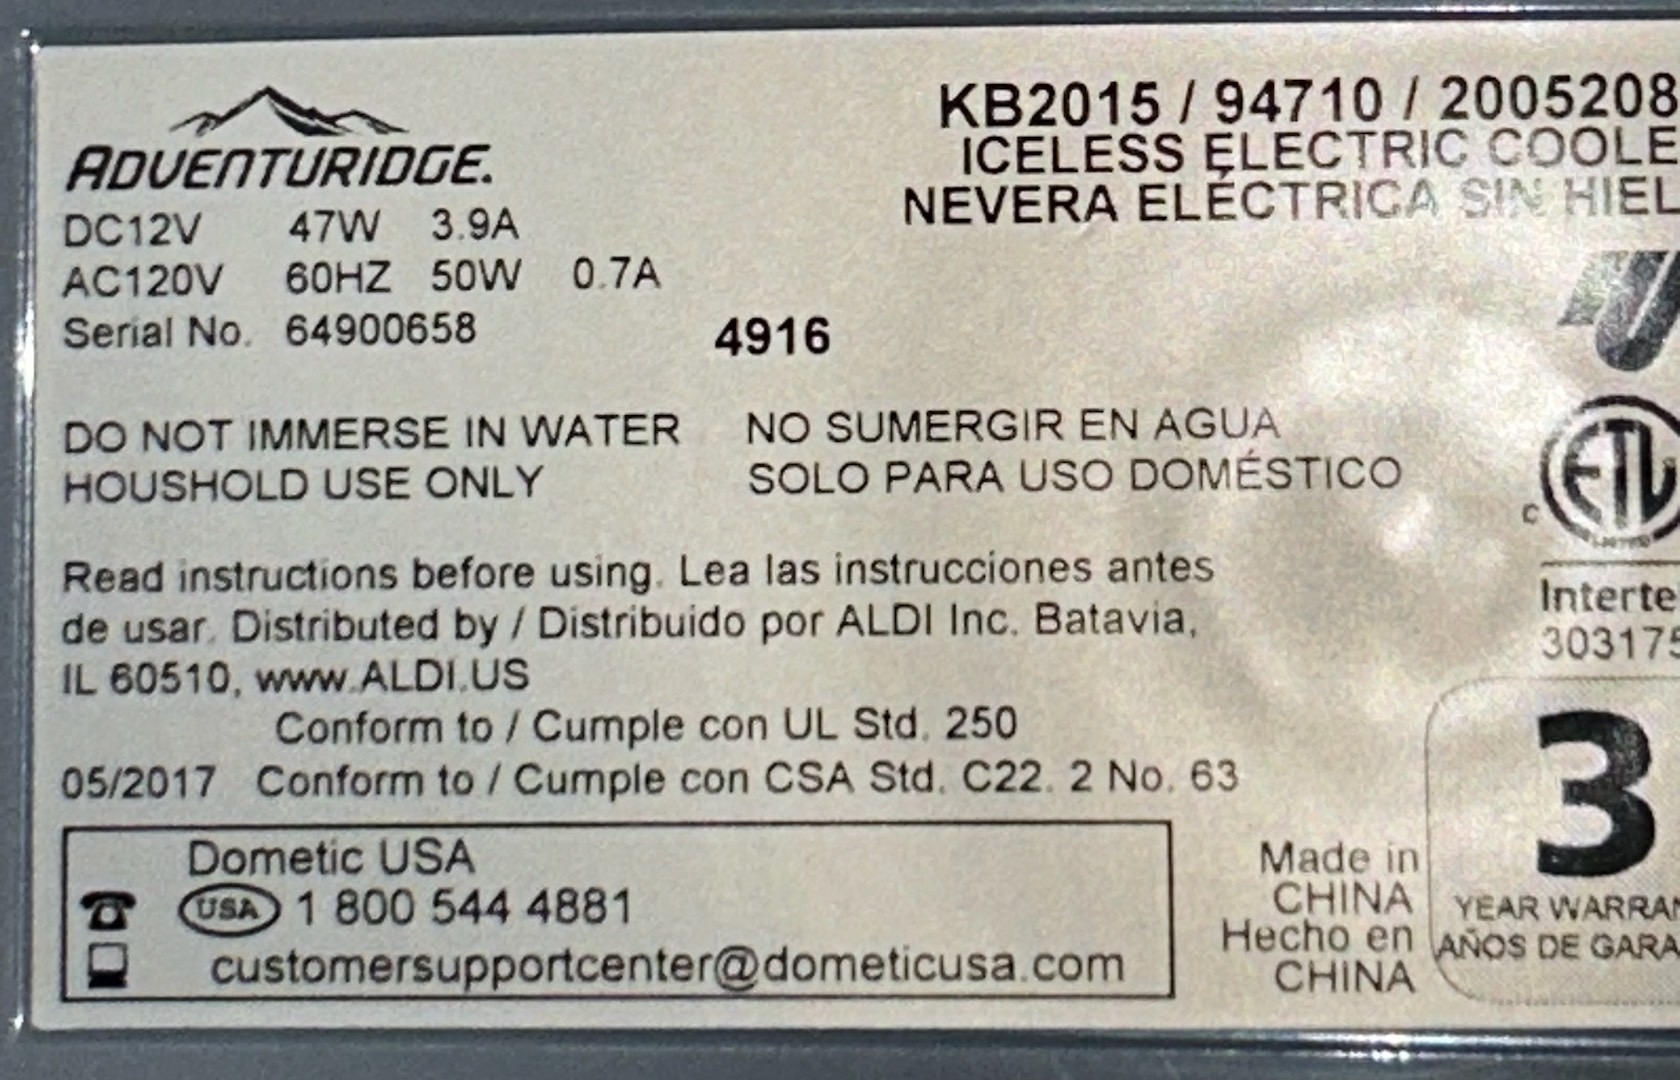 ADVENTURIDGE.
DC12V 47W 3.9A
AC120V 60HZ 50W 0.7A
Serial No. 64900658 4916
KB2015 / 94710 / 2005208
ICELESS ELECTRIC COOLE
NEVERA ELÉCTRICA SIN HIEL
DO NOT IMMERSE IN WATER
HOUSHOLD USE ONLY
NO SUMERGIR EN AGUA
SOLO PARA USO DOMÉSTICO
C
ETL
LISTED
Interte
303175
Read instructions before using. Lea las instrucciones antes
de usar. Distributed by / Distribuido por ALDI Inc. Batavia,
IL 60510, www.ALDI.US
Conform to / Cumple con UL Std. 250
05/2017 Conform to / Cumple con CSA Std. C22. 2 No. 63
Dometic USA
USA 1 800 544 4881
customersupportcenter@dometicusa.com
Made in
CHINA
Hecho en
CHINA
3
YEAR WARRAN
AÑOS DE GARA